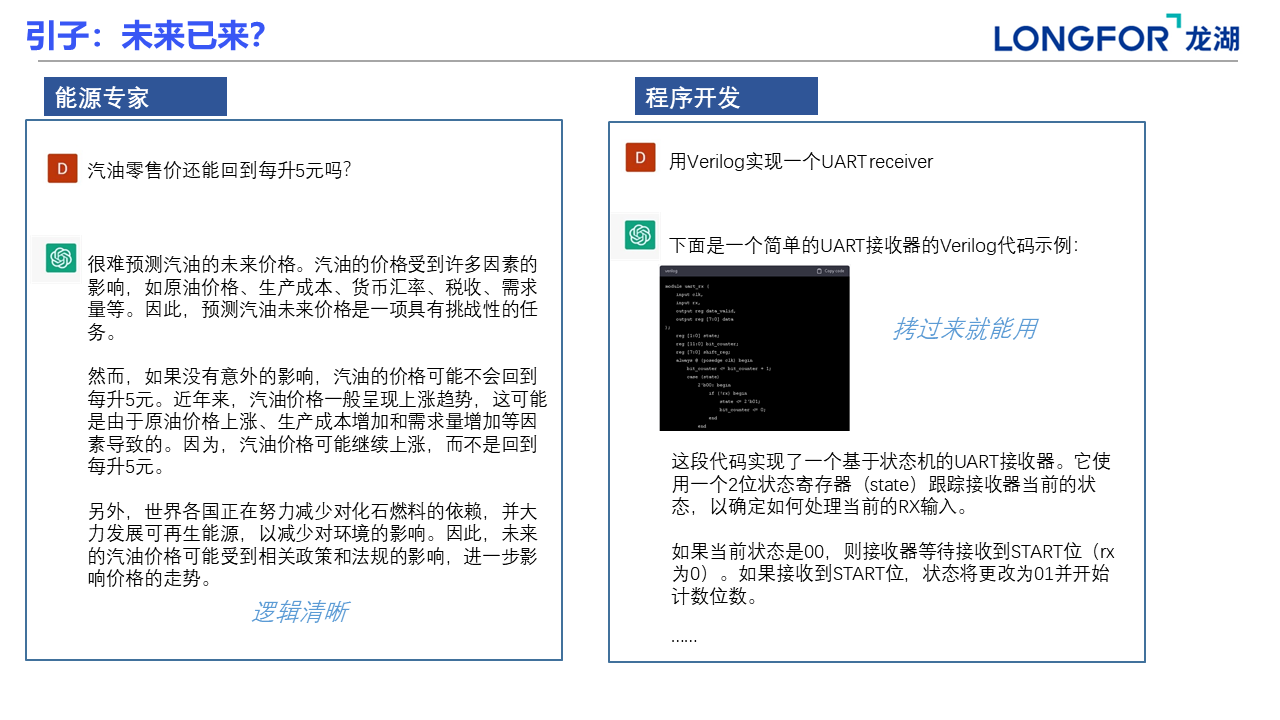 引子：未来已来？
LONGFOR 龙湖
能源专家
D
汽油零售价还能回到每升5元吗？
很难预测汽油的未来价格。汽油的价格受到许多因素的
影响，如原油价格、生产成本、货币汇率、税收、需求
量等。因此，预测汽油未来价格是一项具有挑战性的任
务。
然而，如果没有意外的影响，汽油的价格可能不会回到
每升5元。近年来，汽油价格一般呈现上涨趋势，这可能
是由于原油价格上涨、生产成本增加和需求量增加等因
素导致的。因为，汽油价格可能继续上涨，而不是回到
每升5元。
另外，世界各国正在努力减少对化石燃料的依赖，并大
力发展可再生能源，以减少对环境的影响。因此，未来
的汽油价格可能受到相关政策和法规的影响，进一步影
响价格的走势。
逻辑清晰
程序开发
D
用Verilog实现一个UART receiver
下面是一个简单的UART接收器的Verilog代码示例：
verilog
Copy code
module uart_rx (
input clk,
input rx,
output reg data_valid,
output reg [7:0] data
);
reg [1:0] state;
reg [11:0] bit_counter;
reg [7:0] shift_reg;
always @ (posedge clk) begin
bit_counter <= bit_counter + 1;
case (state)
2'b00: begin
if (!rx) begin
state <= 2'b01;
bit_counter <= 0;
end
end
拷过来就能用
这段代码实现了一个基于状态机的UART接收器。它使
用一个2位状态寄存器（state）跟踪接收器当前的状
态，以确定如何处理当前的RX输入。
如果当前状态是00，则接收器等待接收到START位（rx
为0）。如果接收到START位，状态将更改为01并开始
计数位数。
……